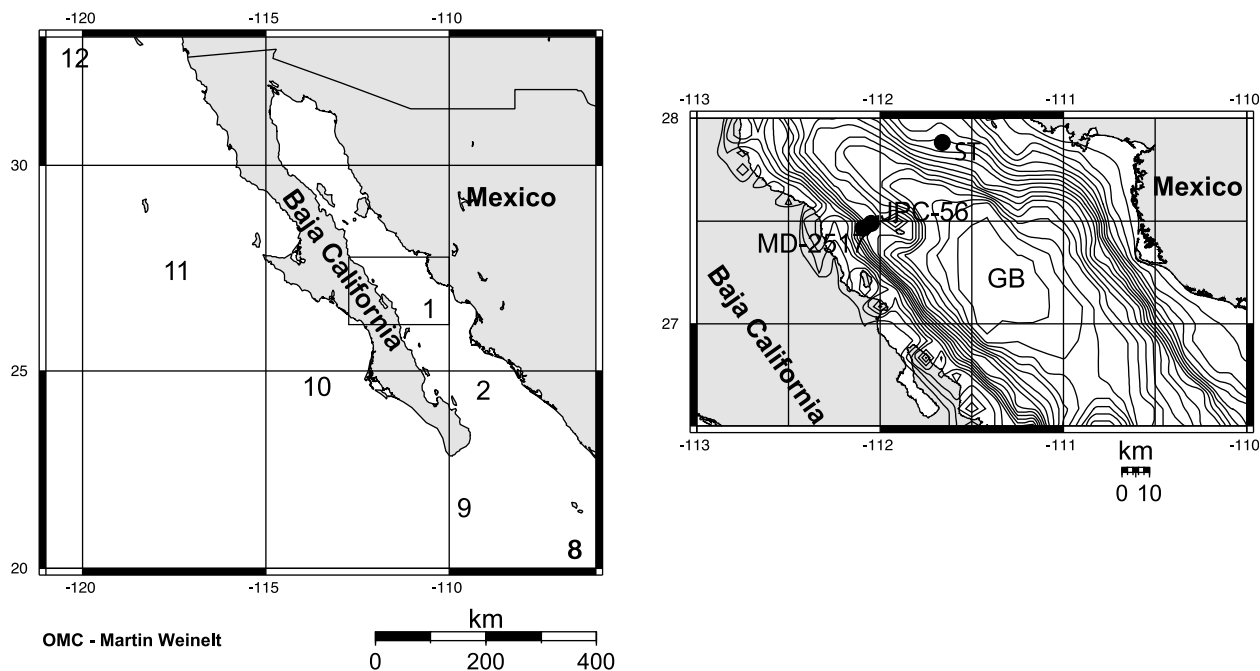 -120
-115
-110
12
30
Mexico
Baja California
11
1
25
10
2
9
8
20
-120
-115
-110
OMC - Martin Weinelt
km
0
200
400
-113
-112
-111
-110
28
ST
Mexico
JPC-56
MD-2517
GB
Baja California
27
-113
-112
-111
-110
km
0 10